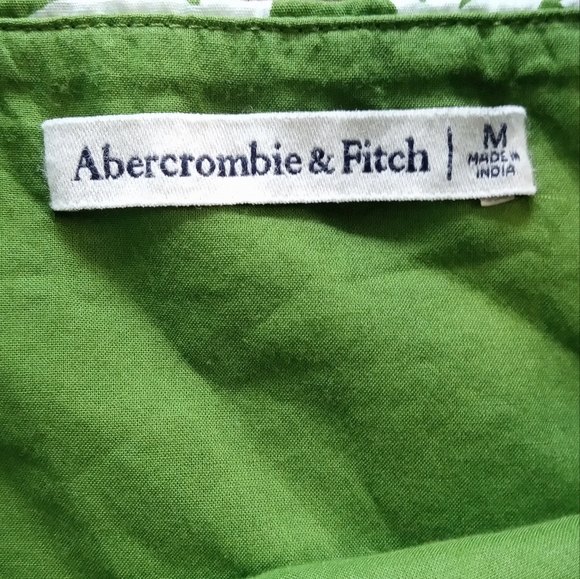 Abercrombie & Fitch | M
MADE IN
INDIA